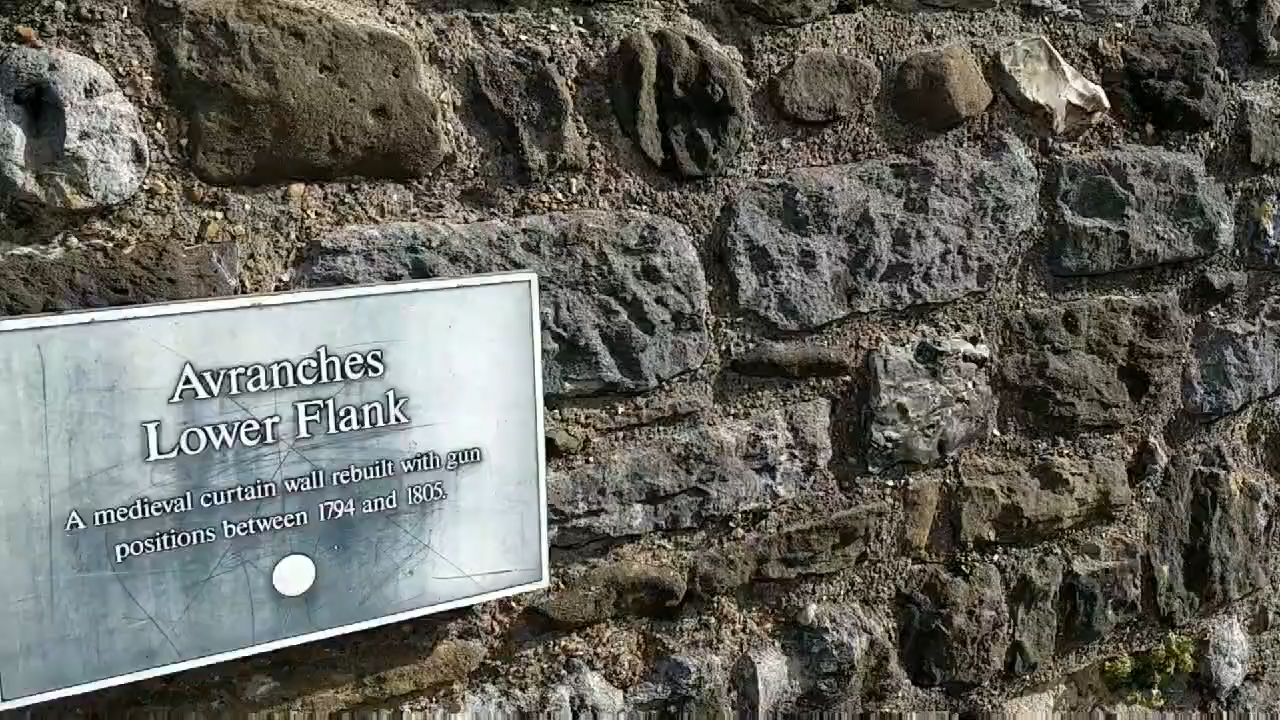 Avranches
Lower Flank
A medieval curtain wall rebuilt with gun
positions between 1794 and 1805.